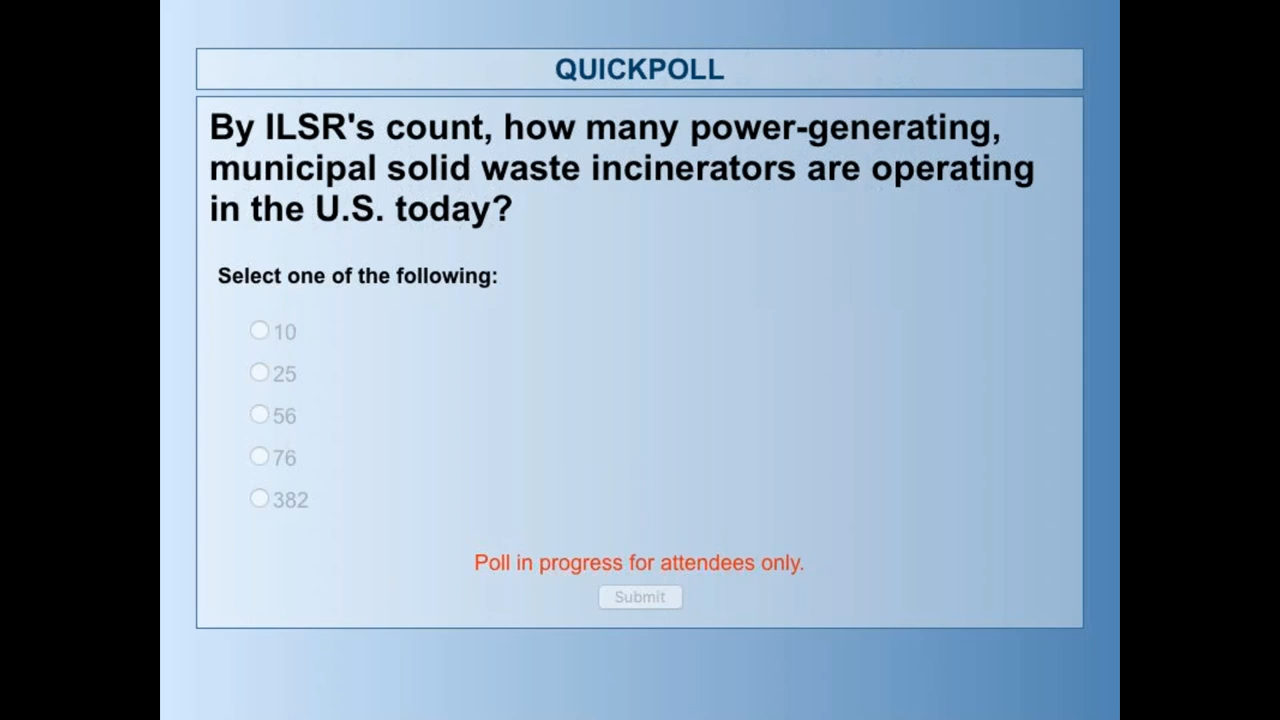 QUICKPOLL
By ILSR's count, how many power-generating,
municipal solid waste incinerators are operating
in the U.S. today?
Select one of the following:
10
25
56
76
382
Poll in progress for attendees only.
Submit